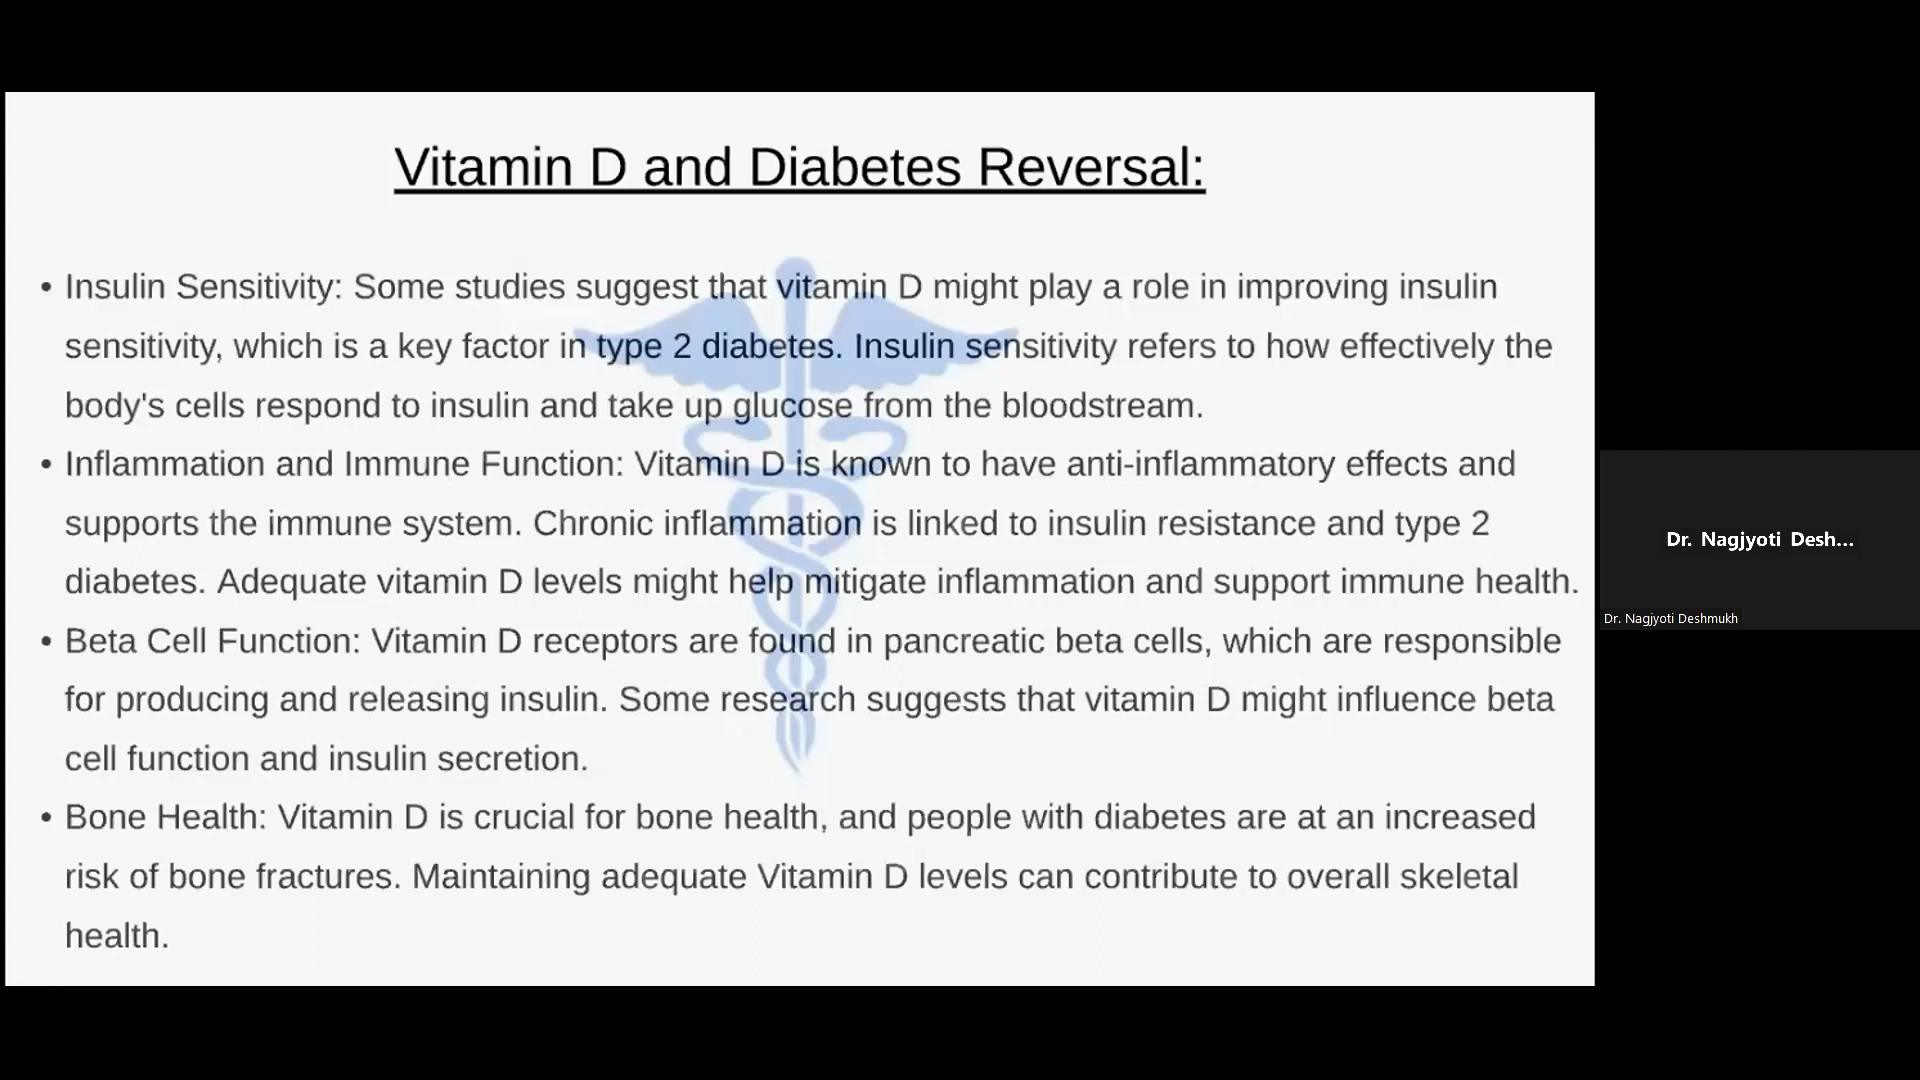 Vitamin D and Diabetes Reversal:
• Insulin Sensitivity: Some studies suggest that vitamin D might play a role in improving insulin
sensitivity, which is a key factor in type 2 diabetes. Insulin sensitivity refers to how effectively the
body's cells respond to insulin and take up glucose from the bloodstream.
• Inflammation and Immune Function: Vitamin D is known to have anti-inflammatory effects and
supports the immune system. Chronic inflammation is linked to insulin resistance and type 2
diabetes. Adequate vitamin D levels might help mitigate inflammation and support immune health.
• Beta Cell Function: Vitamin D receptors are found in pancreatic beta cells, which are responsible
for producing and releasing insulin. Some research suggests that vitamin D might influence beta
cell function and insulin secretion.
• Bone Health: Vitamin D is crucial for bone health, and people with diabetes are at an increased
risk of bone fractures. Maintaining adequate Vitamin D levels can contribute to overall skeletal
health.
Dr. Nagjyoti Desh...
Dr. Nagjyoti Deshmukh